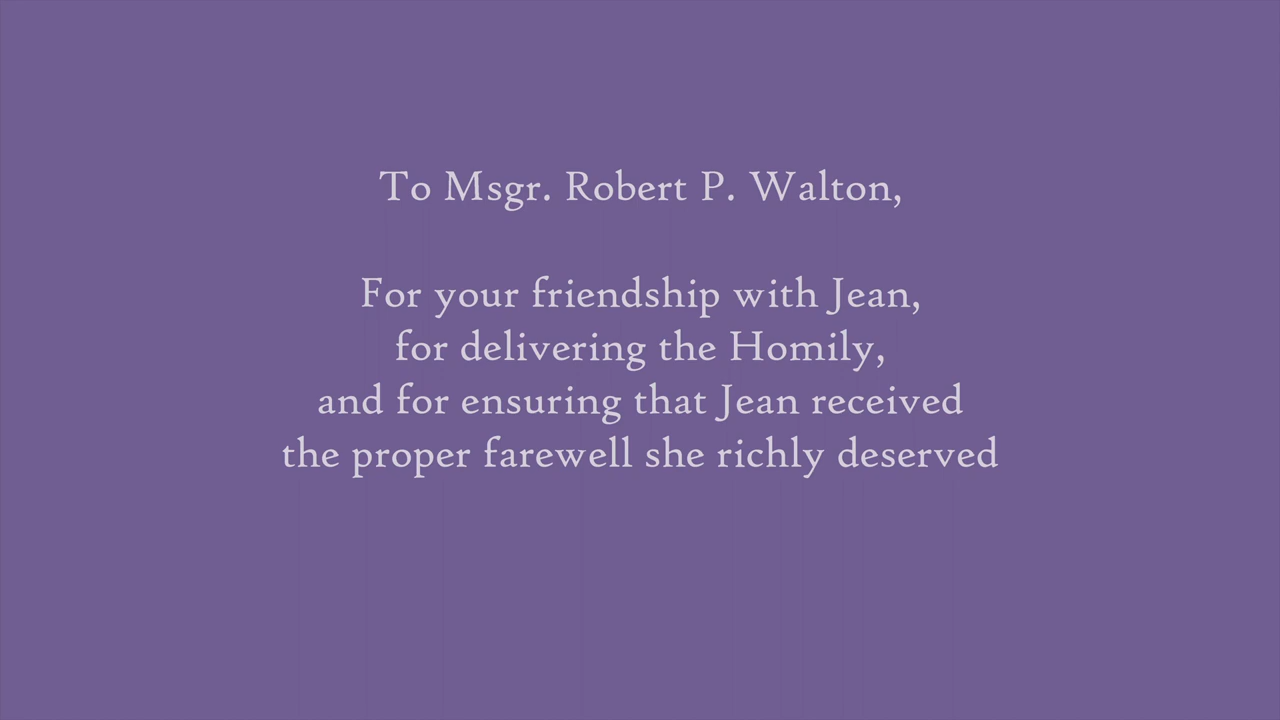 To Msgr. Robert P. Walton,
For your friendship with Jean,
for delivering the Homily,
and for ensuring that Jean received
the proper farewell she richly deserved